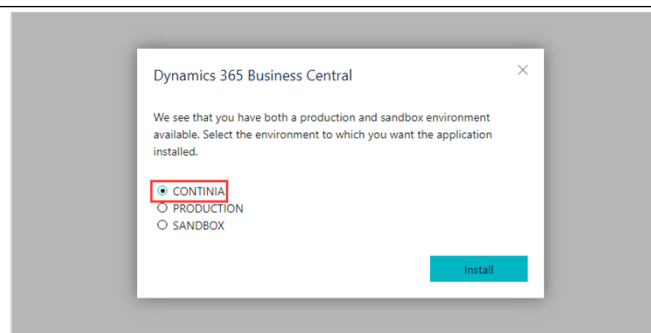 Dynamics 365 Business Central
We see that you have both a production and sandbox environment
available. Select the environment to which you want the application
installed.
CONTINIA
PRODUCTION
SANDBOX
Install